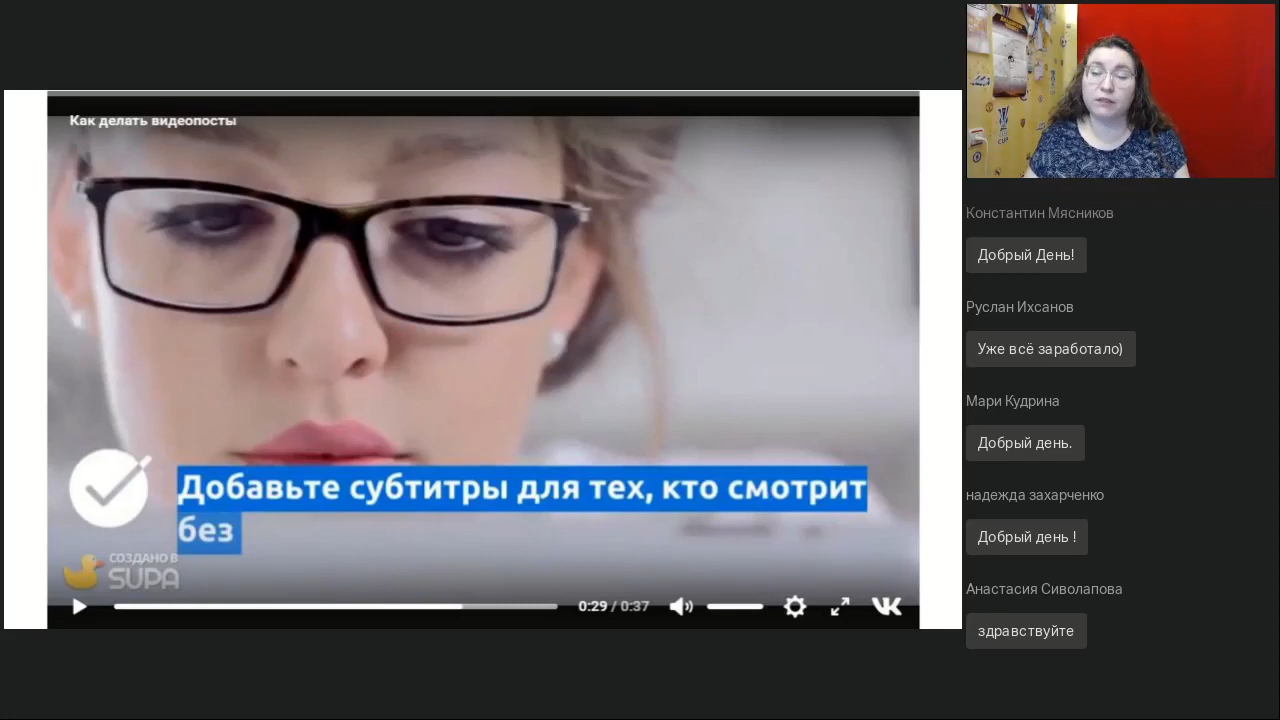 Как делать видеопосты
Добавьте субтитры для тех, кто смотрит
без
СОЗДАНО В
SUPA
0:29 / 0:37
Константин Мясников
Добрый День!
Руслан Ихсанов
Уже всё заработало)
Мари Кудрина
Добрый день.
надежда захарченко
Добрый день !
Анастасия Сиволапова
здравствуйте